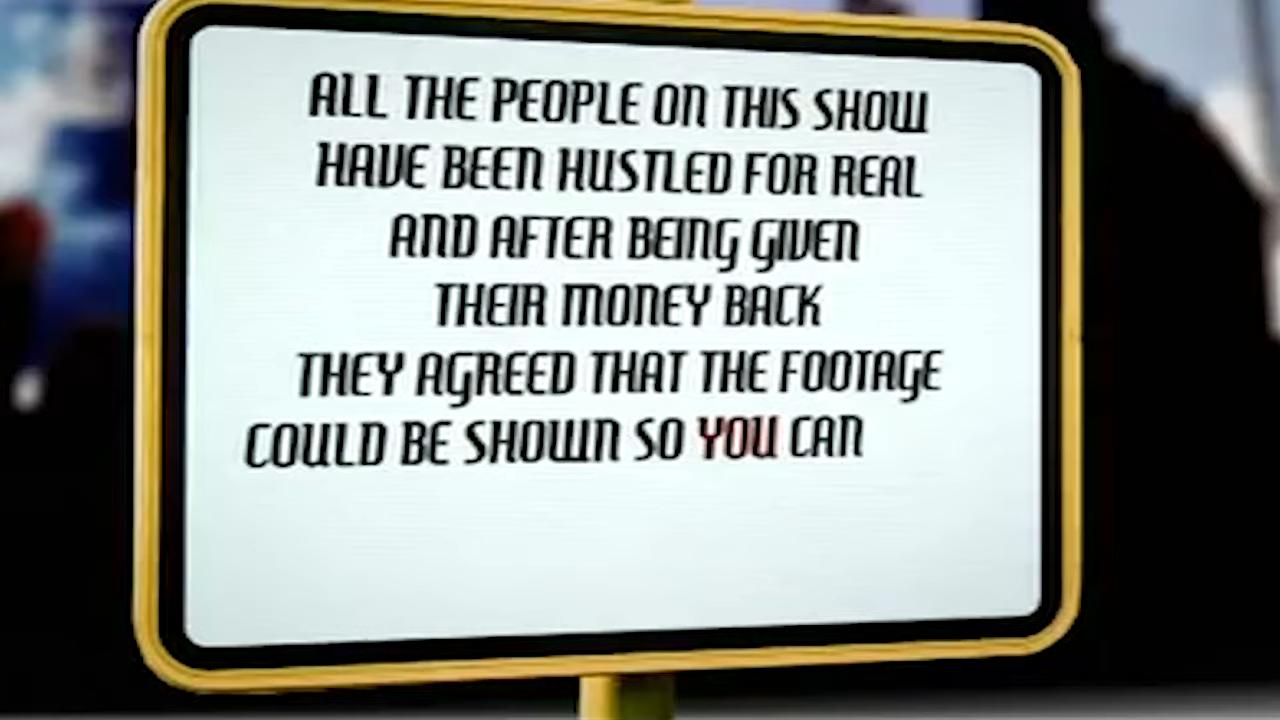 ALL THE PEOPLE ON THIS SHOW
HAVE BEEN HUSTLED FOR REAL
AND AFTER BEING GIVEN
THEIR MONEY BACK
THEY AGREED THAT THE FOOTAGE
COULD BE SHOWN SO YOU CAN